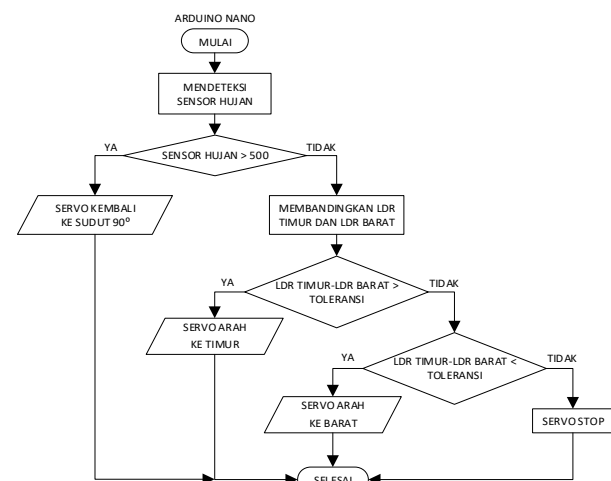 ARDUINO NANO
MULAI
MENDETEKSI
SENSOR HUJAN
SENSOR HUJAN > 500
YA
TIDAK
SERVO KEMBALI
KE SUDUT 90⁰
MEMBANDINGKAN LDR
TIMUR DAN LDR BARAT
LDR TIMUR-LDR BARAT >
TOLERANSI
YA
TIDAK
SERVO ARAH
KE TIMUR
LDR TIMUR-LDR BARAT <
TOLERANSI
YA
TIDAK
SERVO ARAH
KE BARAT
SERVO STOP
SELESAI